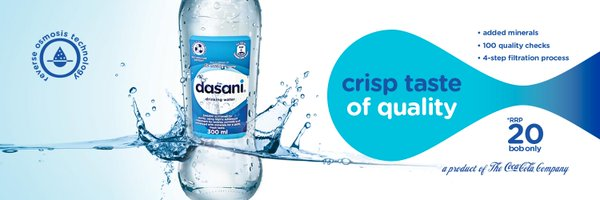 reverse osmosis technology
dasani
drinking water
300 ml
crisp taste
of quality
• added minerals
• 100 quality checks
• 4-step filtration process
*RRP
20
bob only
a product of The Coca-Cola Company